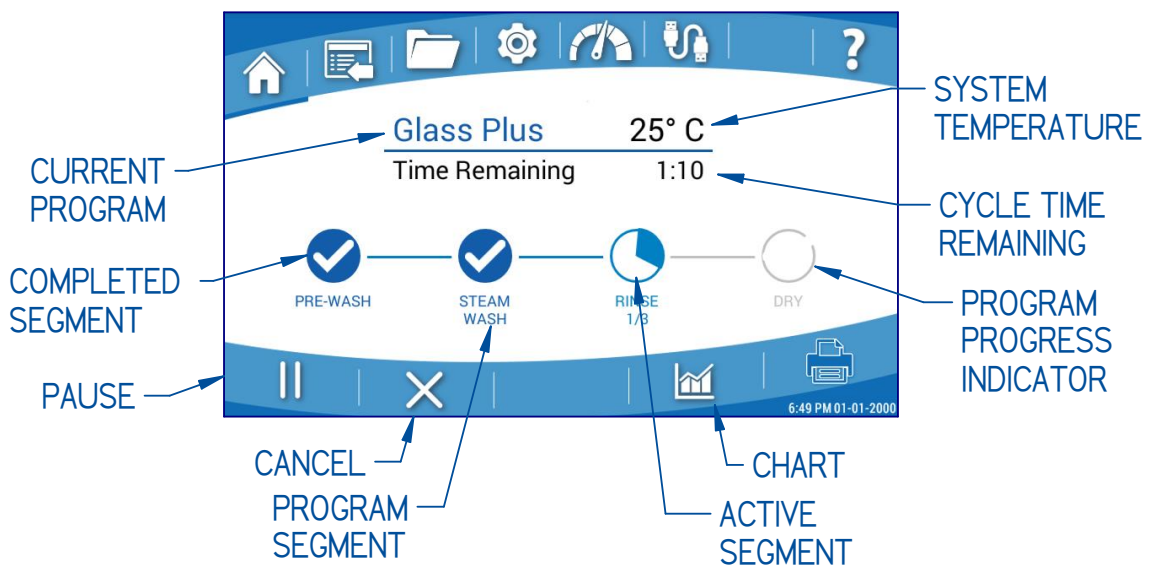 ?
SYSTEM
TEMPERATURE
Glass Plus
25° C
CURRENT
PROGRAM
Time Remaining
1:10
CYCLE TIME
REMAINING
COMPLETED
SEGMENT
PRE-WASH
STEAM
WASH
RINSE
1/3
DRY
PROGRAM
PROGRESS
INDICATOR
PAUSE
6:49 PM 01-01-2000
CANCEL
CHART
PROGRAM
SEGMENT
ACTIVE
SEGMENT